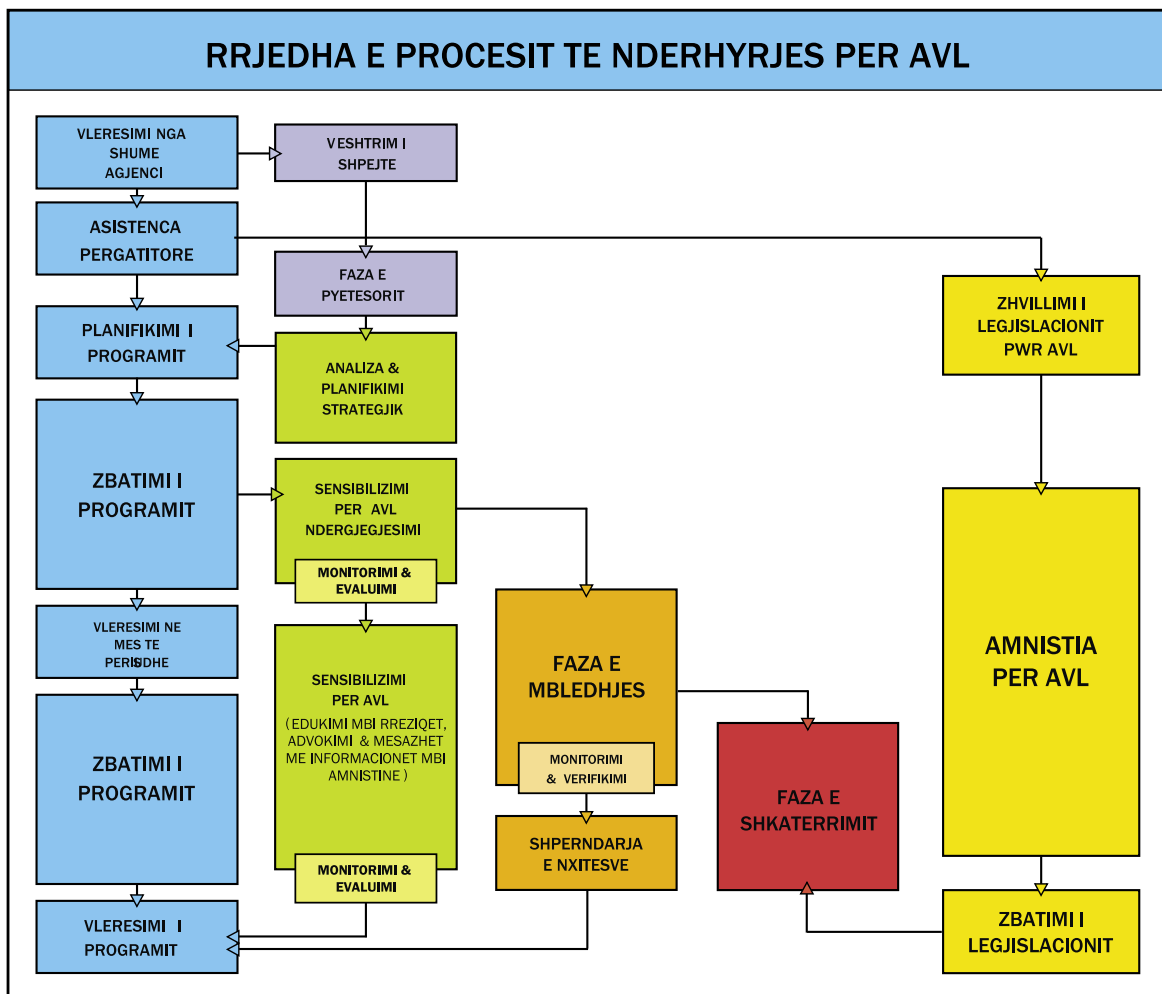 RRJEDHA E PROCESIT TE NDERHYRJES PER AVL
VLERESIMI NGA
SHUME
AGJENCI
VESHTRIM I
SHPEJTE
ASISTENCA
PERGATITORE
FAZA E
PYETESORIT
ZHVILLIMI I
LEGJISLACIONIT
PWR AVL
PLANIFIKIMI I
PROGRAMIT
ANALIZA &
PLANIFIKIMI
STRATEGJIK
ZBATIMI I
PROGRAMIT
SENSIBILIZIMI
PER AVL
NDERGJEGJESIMI
MONITORIMI &
EVALUIMI
VLERESIMI NE
MES TE
PERIUDHES
SENSIBILIZIMI
PER AVL
(EDUKIMI MBI RREZIQET,
ADVOKIMI & MESAZHET
ME INFORMACIONET MBI
AMNISTINE )
MONITORIMI &
EVALUIMI
FAZA E
MBLEDHJES
MONITORIMI
& VERIFIKIMI
SHPERNDARJA
E NXITESVE
FAZA E
SHKATERRIMIT
AMNISTIA
PER AVL
ZBATIMI I
LEGJISLACIONIT
ZBATIMI I
PROGRAMIT
VLERESIMI I
PROGRAMIT